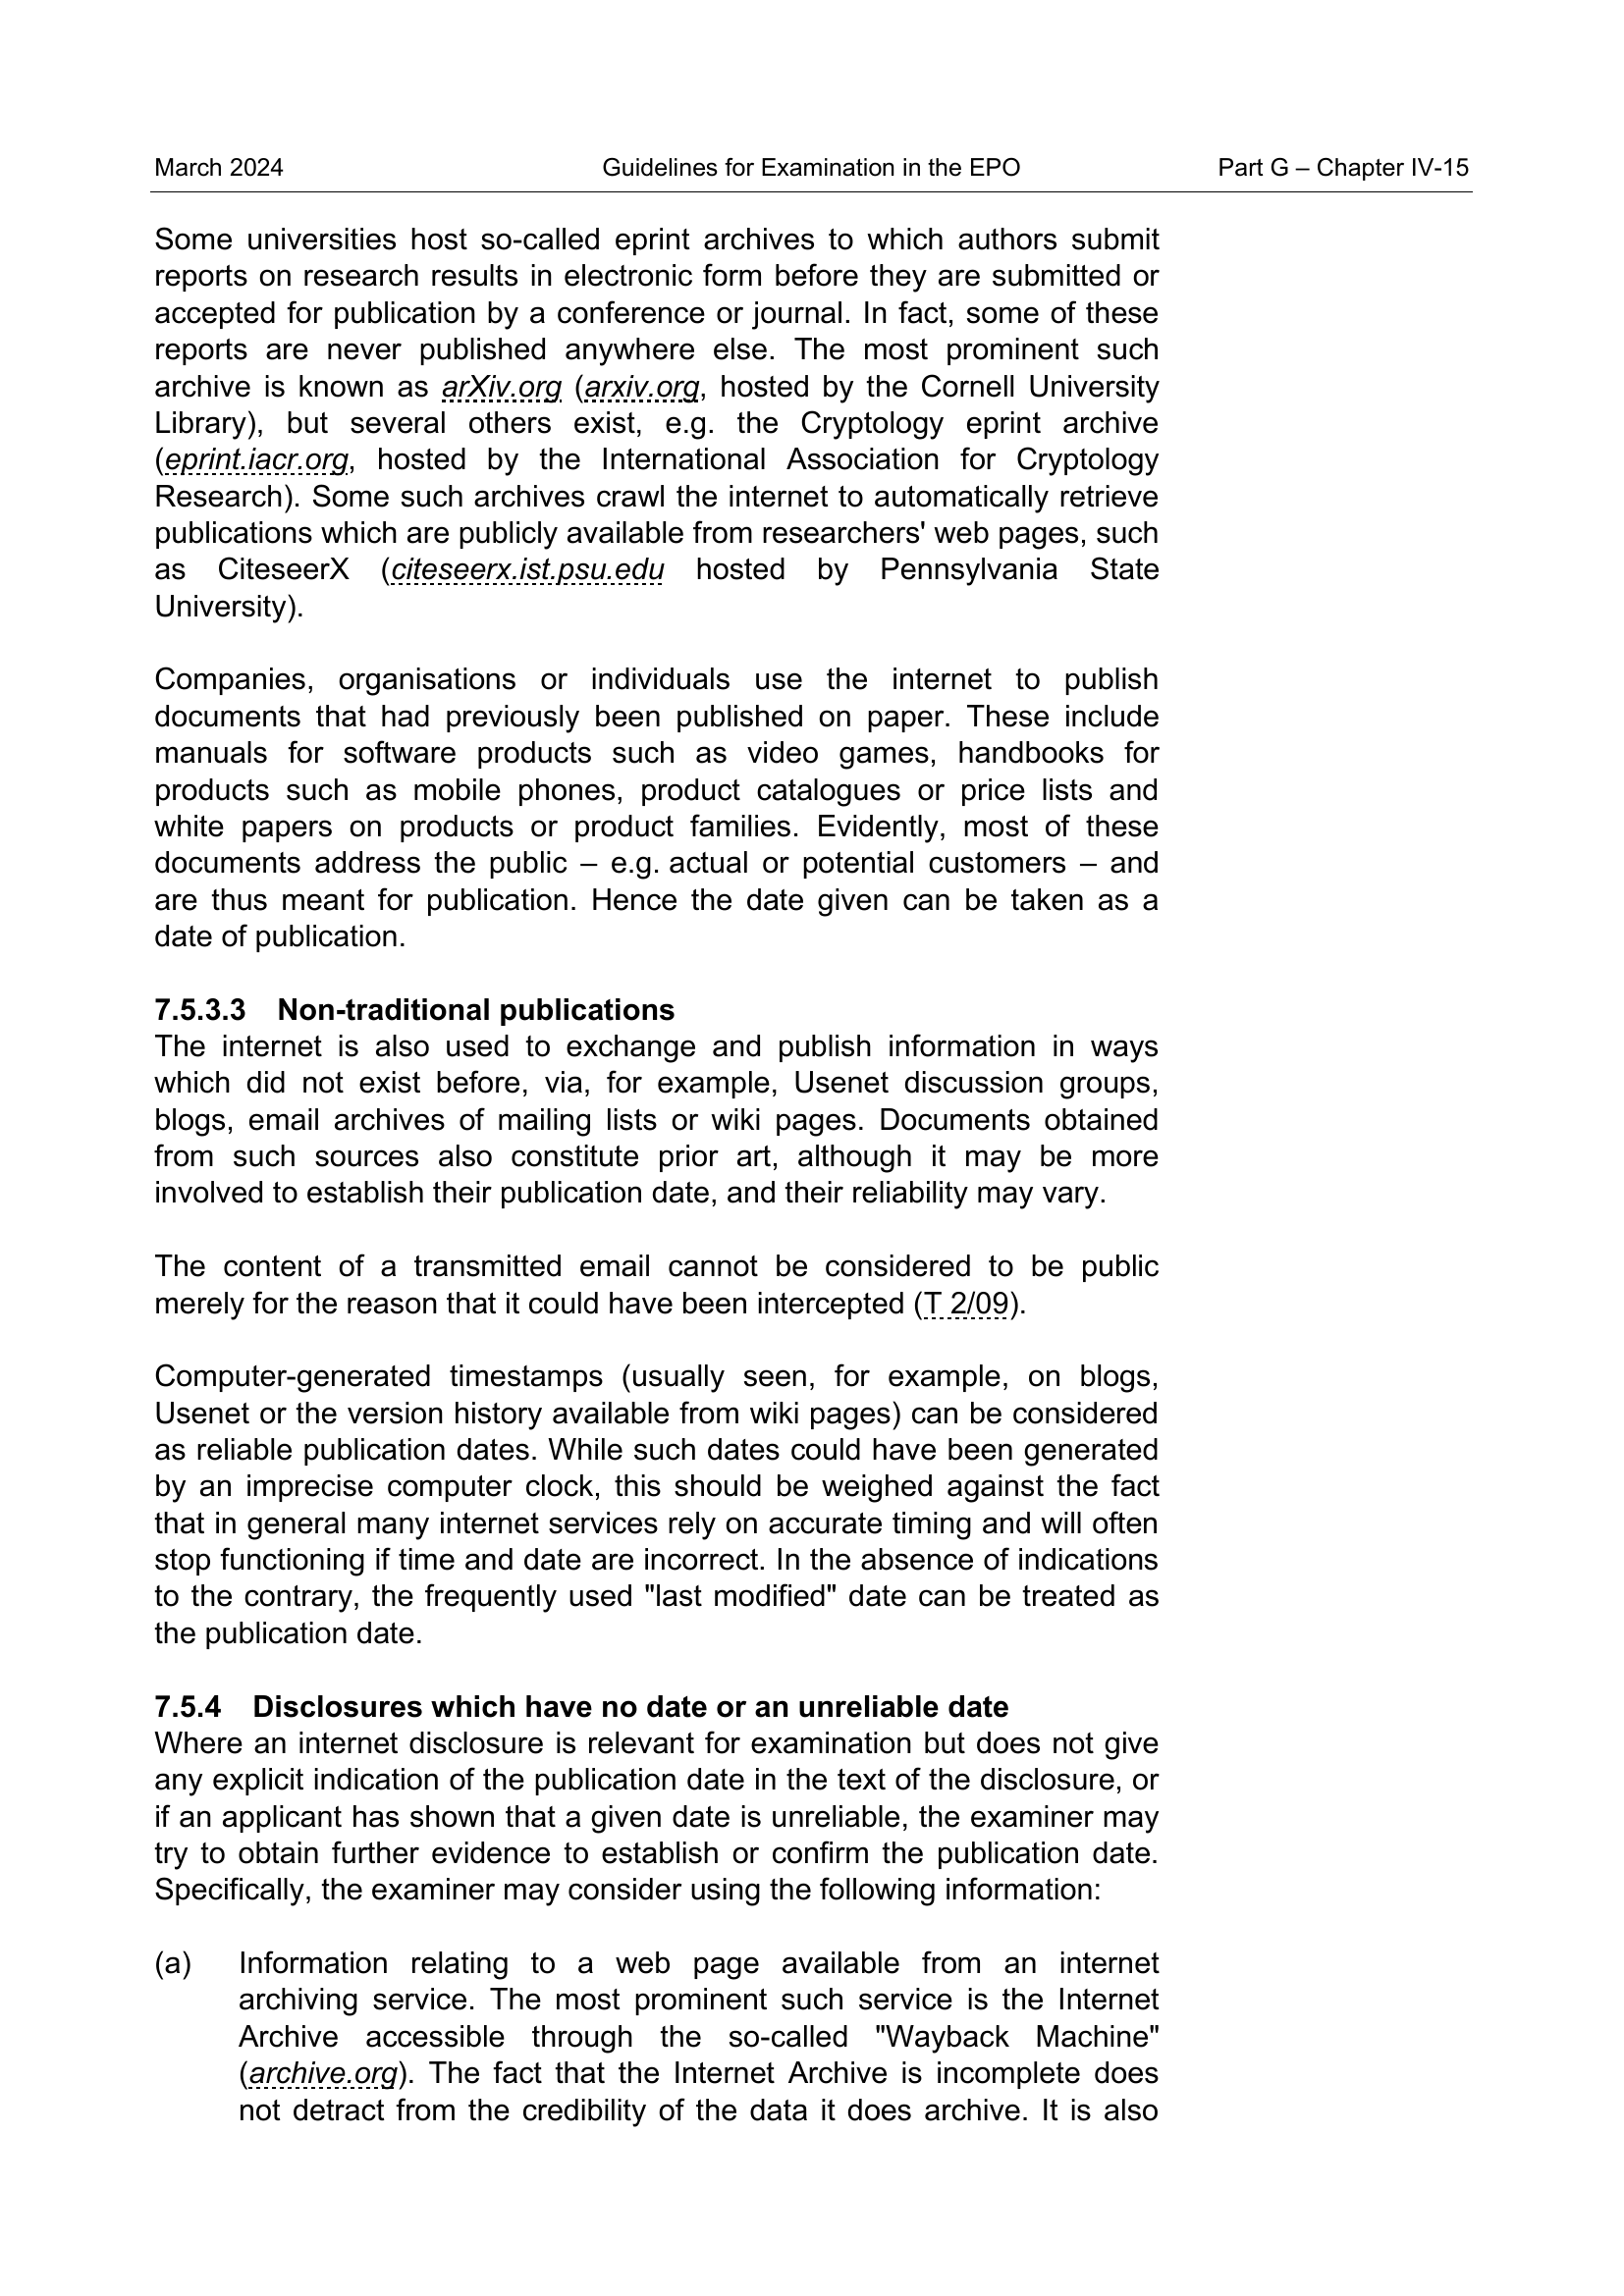 March 2024 Guidelines for Examination in the EPO Part G – Chapter IV-15
Some universities host so-called eprint archives to which authors submit
reports on research results in electronic form before they are submitted or
accepted for publication by a conference or journal. In fact, some of these
reports are never published anywhere else. The most prominent such
archive is known as arXiv.org (arxiv.org, hosted by the Cornell University
Library), but several others exist, e.g. the Cryptology eprint archive
(eprint.iacr.org, hosted by the International Association for Cryptology
Research). Some such archives crawl the internet to automatically retrieve
publications which are publicly available from researchers' web pages, such
as CiteseerX (citeseerx.ist.psu.edu hosted by Pennsylvania State
University).
Companies, organisations or individuals use the internet to publish
documents that had previously been published on paper. These include
manuals for software products such as video games, handbooks for
products such as mobile phones, product catalogues or price lists and
white papers on products or product families. Evidently, most of these
documents address the public – e.g. actual or potential customers – and
are thus meant for publication. Hence the date given can be taken as a
date of publication.
7.5.3.3 Non-traditional publications
The internet is also used to exchange and publish information in ways
which did not exist before, via, for example, Usenet discussion groups,
blogs, email archives of mailing lists or wiki pages. Documents obtained
from such sources also constitute prior art, although it may be more
involved to establish their publication date, and their reliability may vary.
The content of a transmitted email cannot be considered to be public
merely for the reason that it could have been intercepted (T 2/09).
Computer-generated timestamps (usually seen, for example, on blogs,
Usenet or the version history available from wiki pages) can be considered
as reliable publication dates. While such dates could have been generated
by an imprecise computer clock, this should be weighed against the fact
that in general many internet services rely on accurate timing and will often
stop functioning if time and date are incorrect. In the absence of indications
to the contrary, the frequently used "last modified" date can be treated as
the publication date.
7.5.4 Disclosures which have no date or an unreliable date
Where an internet disclosure is relevant for examination but does not give
any explicit indication of the publication date in the text of the disclosure, or
if an applicant has shown that a given date is unreliable, the examiner may
try to obtain further evidence to establish or confirm the publication date.
Specifically, the examiner may consider using the following information:
(a) Information relating to a web page available from an internet
archiving service. The most prominent such service is the Internet
Archive accessible through the so-called "Wayback Machine"
(archive.org). The fact that the Internet Archive is incomplete does
not detract from the credibility of the data it does archive. It is also